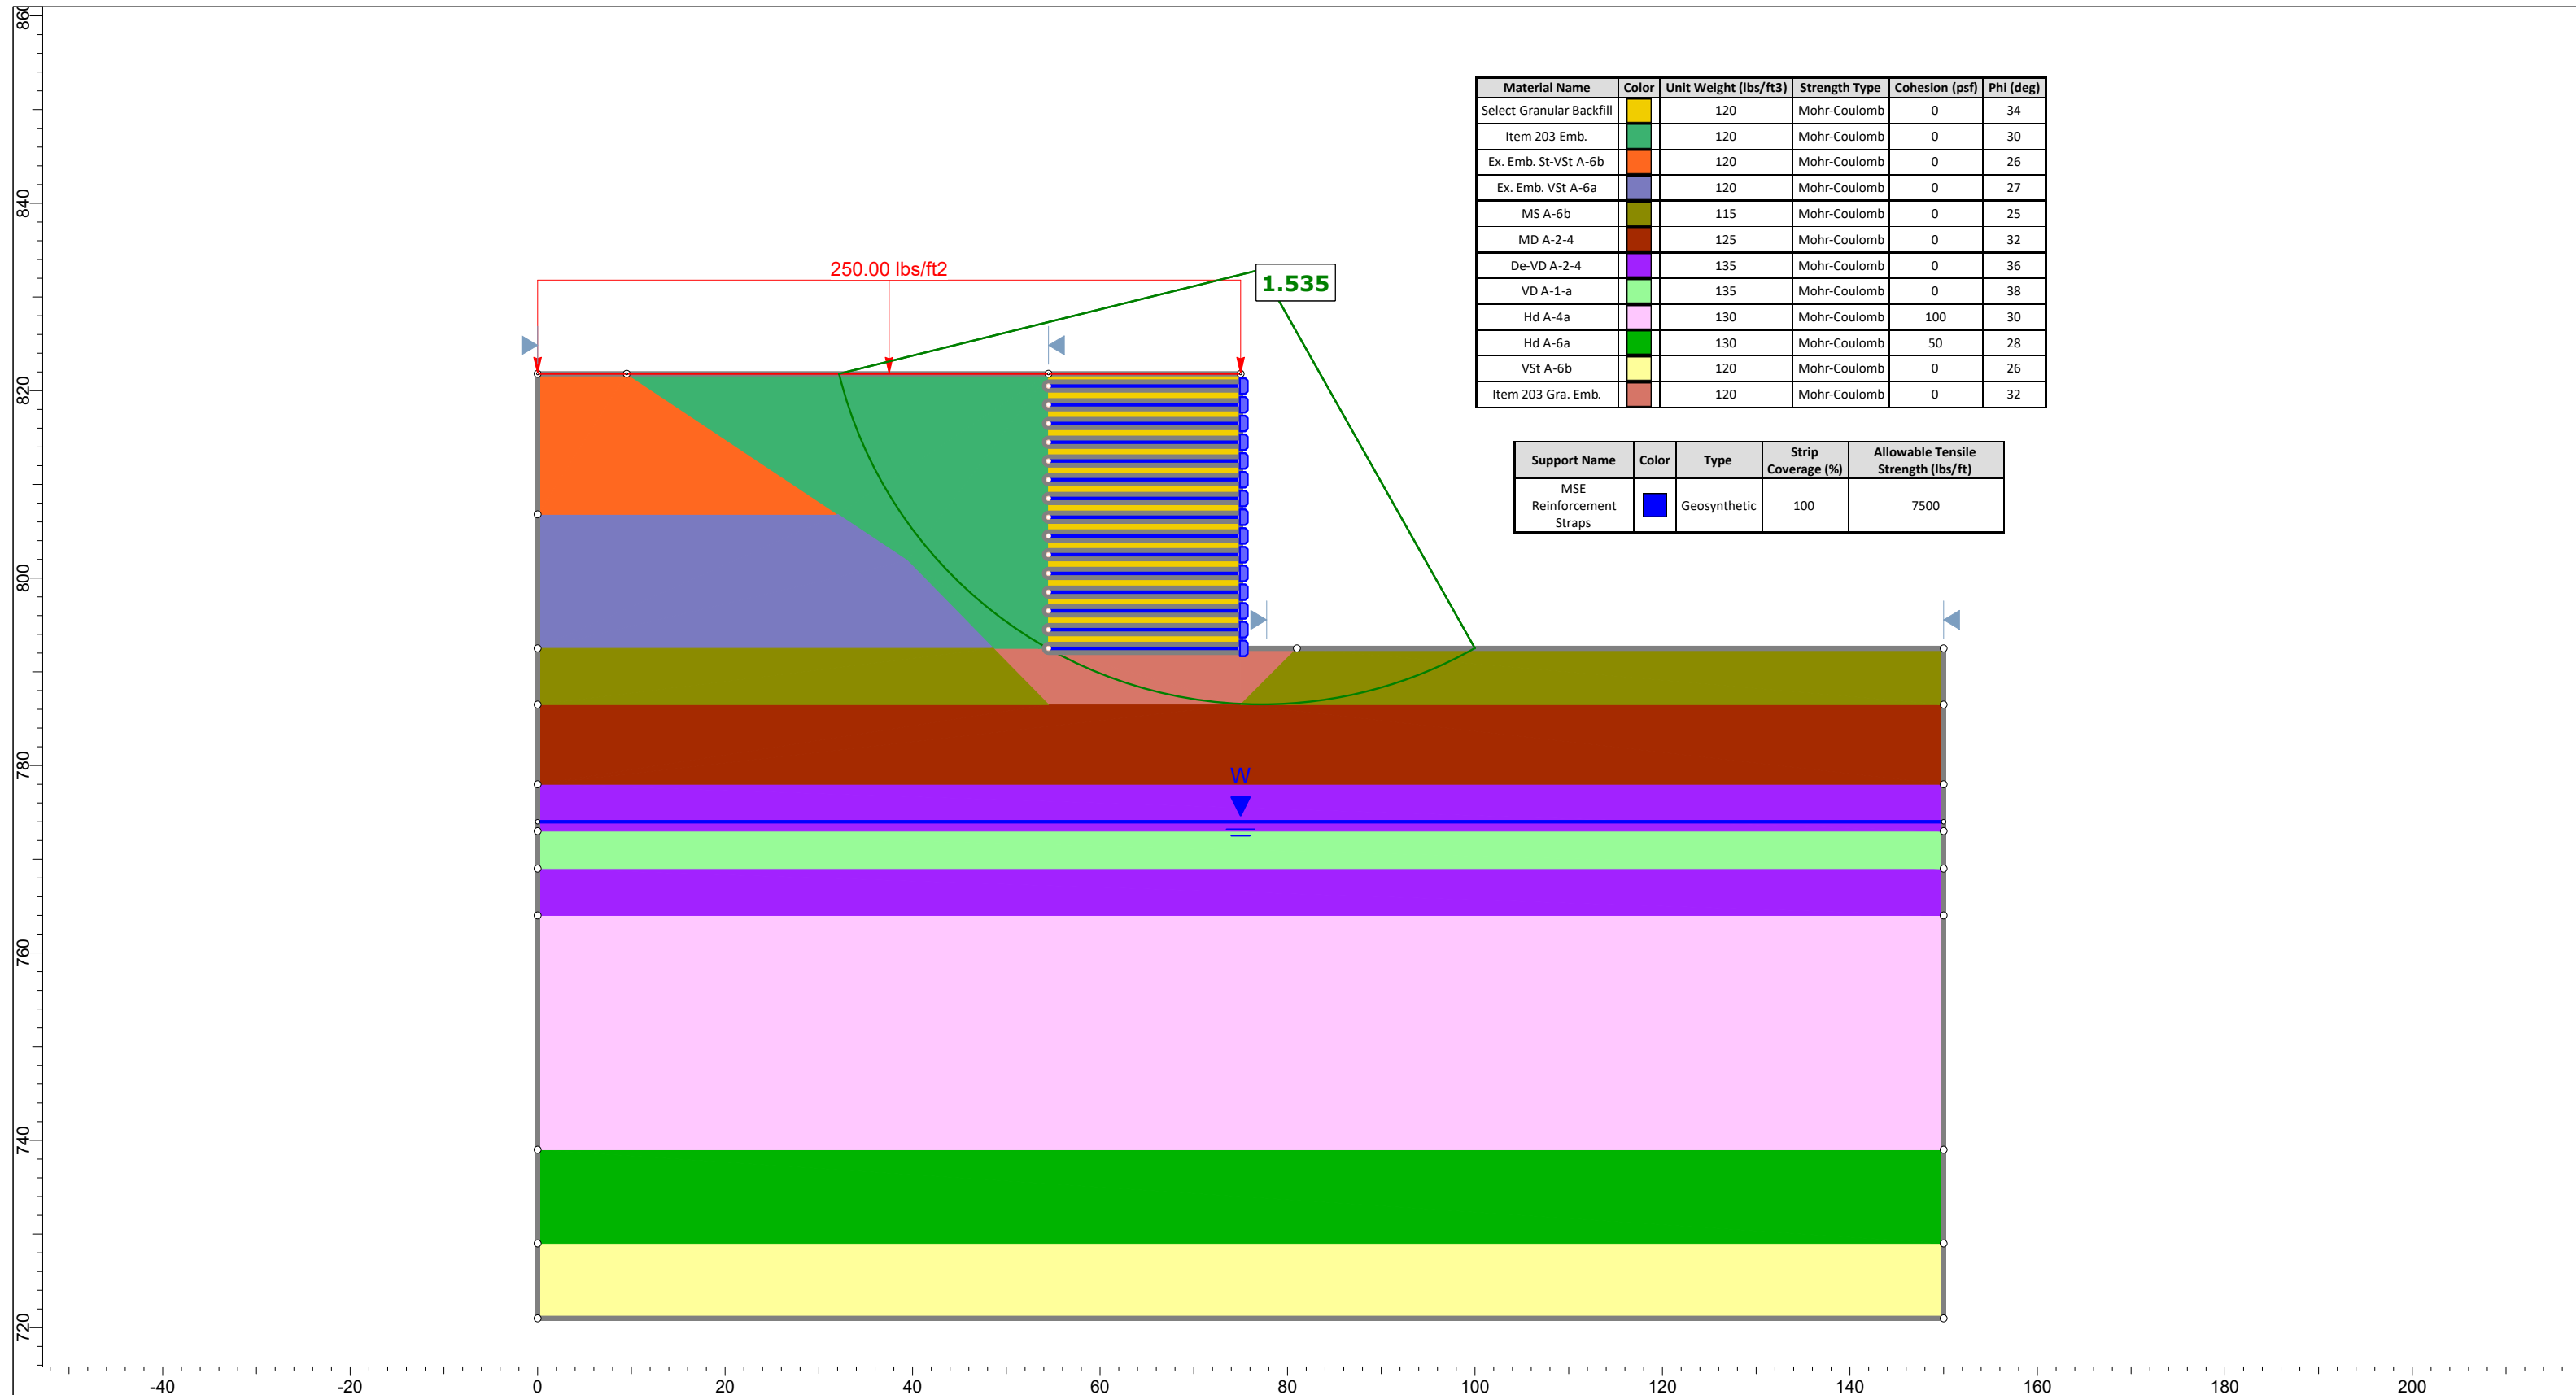 860
840
820
800
780
760
740
720
250.00 lbs/ft2
1.535
W
Material Name Color Unit Weight (lbs/ft3) Strength Type Cohesion (psf) Phi (deg)
Select Granular Backfill 120 Mohr-Coulomb 0 34
Item 203 Emb. 120 Mohr-Coulomb 0 30
Ex. Emb. St-VSt A-6b 120 Mohr-Coulomb 0 26
Ex. Emb. VSt A-6a 120 Mohr-Coulomb 0 27
MS A-6b 115 Mohr-Coulomb 0 25
MD A-2-4 125 Mohr-Coulomb 0 32
De-VD A-2-4 135 Mohr-Coulomb 0 36
VD A-1-a 135 Mohr-Coulomb 0 38
Hd A-4a 130 Mohr-Coulomb 100 30
Hd A-6a 130 Mohr-Coulomb 50 28
VSt A-6b 120 Mohr-Coulomb 0 26
Item 203 Gra. Emb. 120 Mohr-Coulomb 0 32
Support Name Color Type Strip Coverage (%) Allowable Tensile Strength (lbs/ft)
MSE Reinforcement Straps Geosynthetic 100 7500
-40 -20 0 20 40 60 80 100 120 140 160 180 200